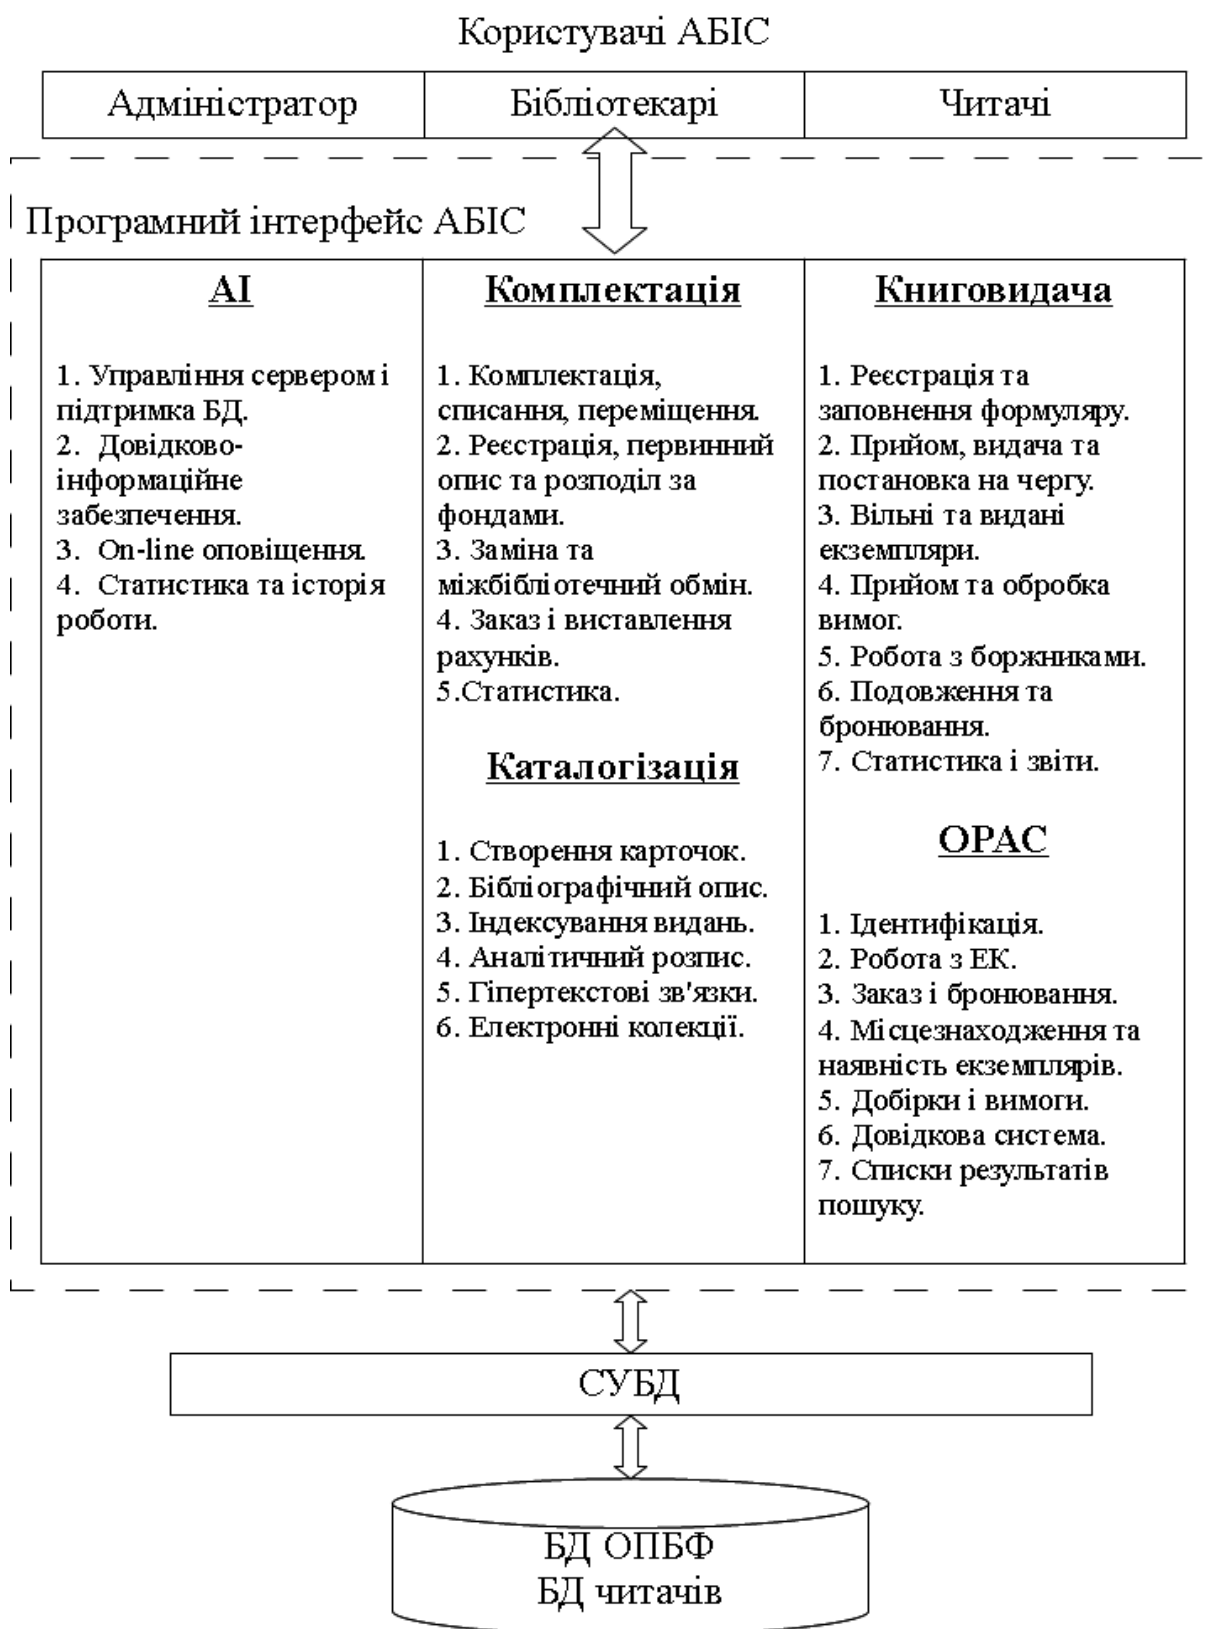 Користувачі АБІС
Адміністратор
Бібліотекарі
Читачі
Програмний інтерфейс АБІС
АІ
1. Управління сервером і
підтримка БД.
2. Довідково-
інформаційне
забезпечення.
3. On-line оповіщення.
4. Статистика та історія
роботи.
Комплектація
1. Комплектація,
списання, переміщення.
2. Реєстрація, первинний
опис та розподіл за
фондами.
3. Заміна та
міжбібліотечний обмін.
4. Заказ і виставлення
рахунків.
5.Статистика.
Каталогізація
1. Створення карточок.
2. Бібліографічний опис.
3. Індексування видань.
4. Аналітичний розпис.
5. Гіпертекстові зв'язки.
6. Електронні колекції.
Книговидача
1. Реєстрація та
заповнення формуляру.
2. Прийом, видача та
постановка на чергу.
3. Вільні та видані
екземпляри.
4. Прийом та обробка
вимог.
5. Робота з боржниками.
6. Подовження та
бронювання.
7. Статистика і звіти.
ОРАС
1. Ідентифікація.
2. Робота з ЕК.
3. Заказ і бронювання.
4. Місцезнаходження та
наявність екземплярів.
5. Добірки і вимоги.
6. Довідкова система.
7. Списки результатів
пошуку.
СУБД
БД ОПБФ
БД читачів